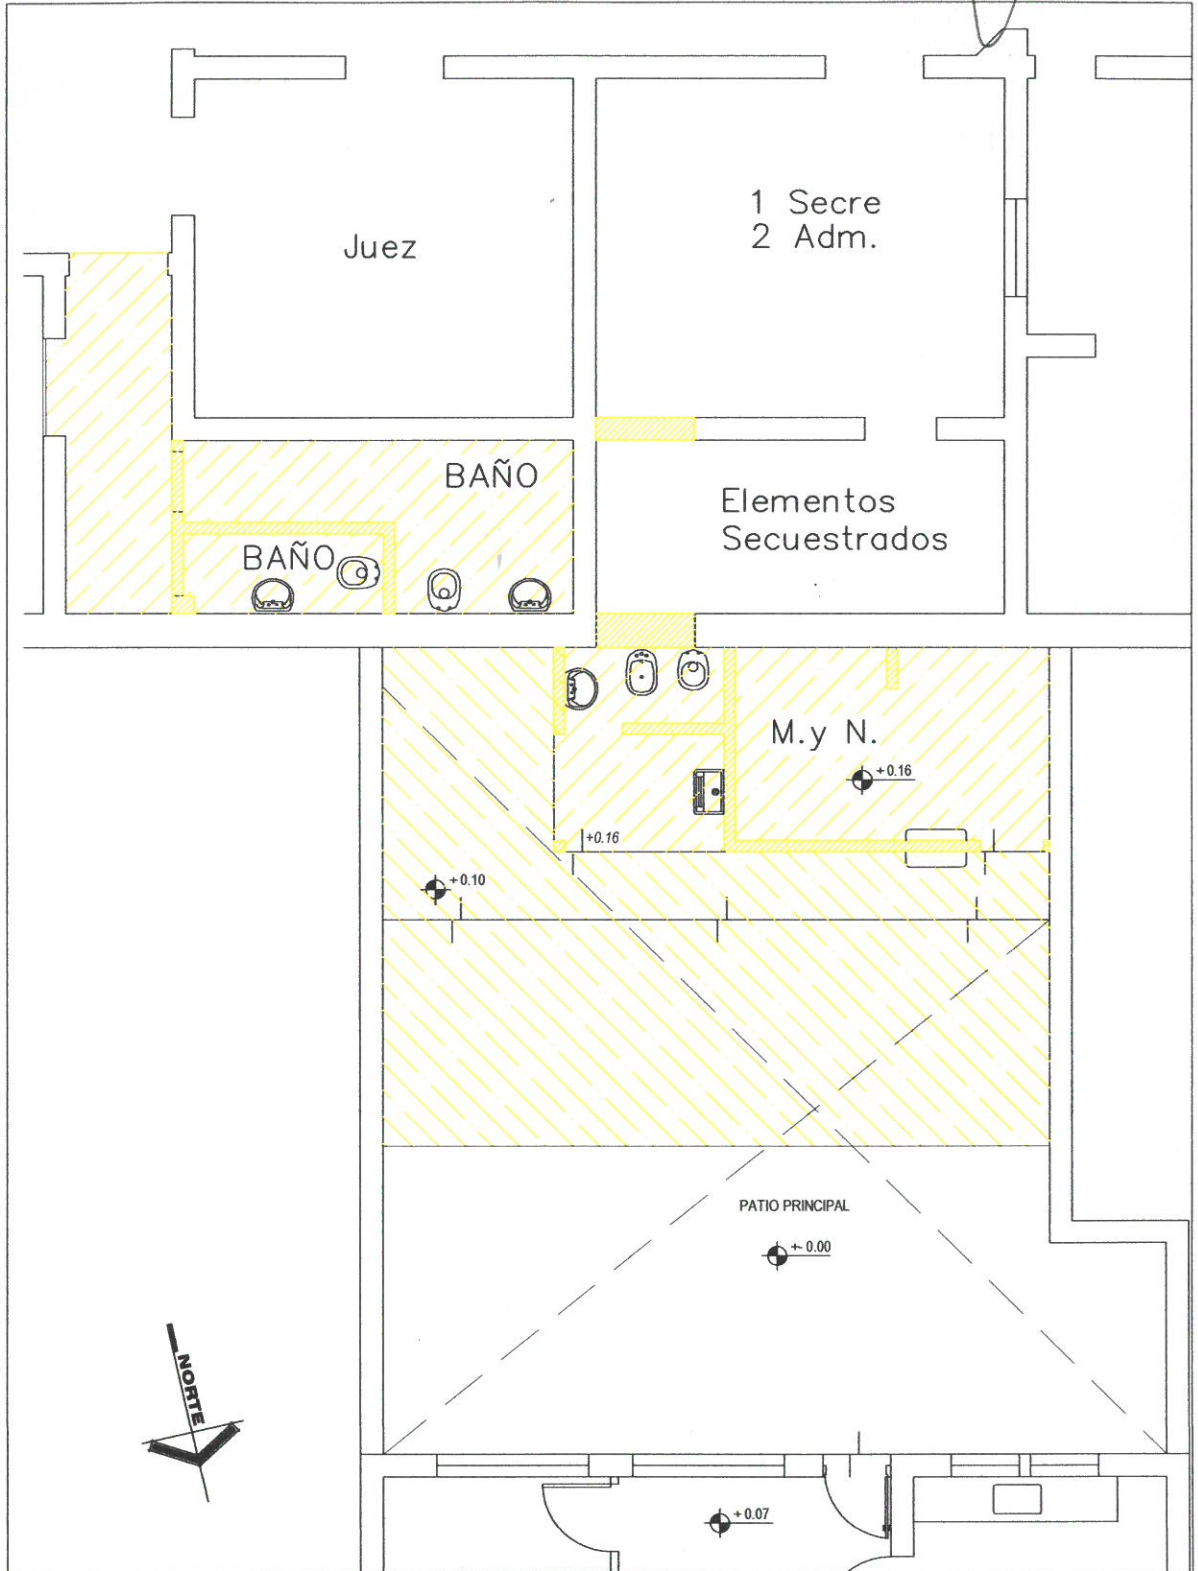 1 Secre
2 Adm.
Juez
BAÑO
Elementos
Secuestrados
BAÑO
M.y N.
+0.16
+0.16
+0.10
PATIO PRINCIPAL
+- 0.00
NORTE
+0.07